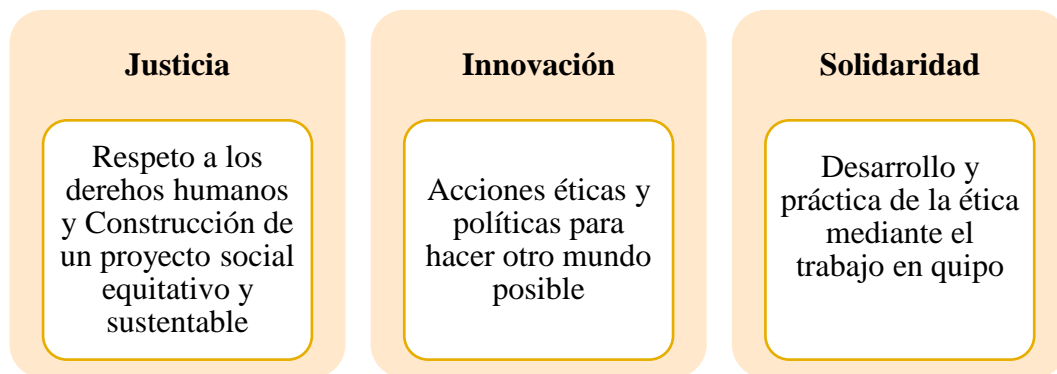 Justicia
Respeto a los
derehos humanos
y Construcción de
un proyecto social
equitativo y
sustentable
Innovación
Acciones éticas y
políticas para
hacer otro mundo
posible
Solidaridad
Desarrollo y
práctica de la ética
mediante el
trabajo en quipo